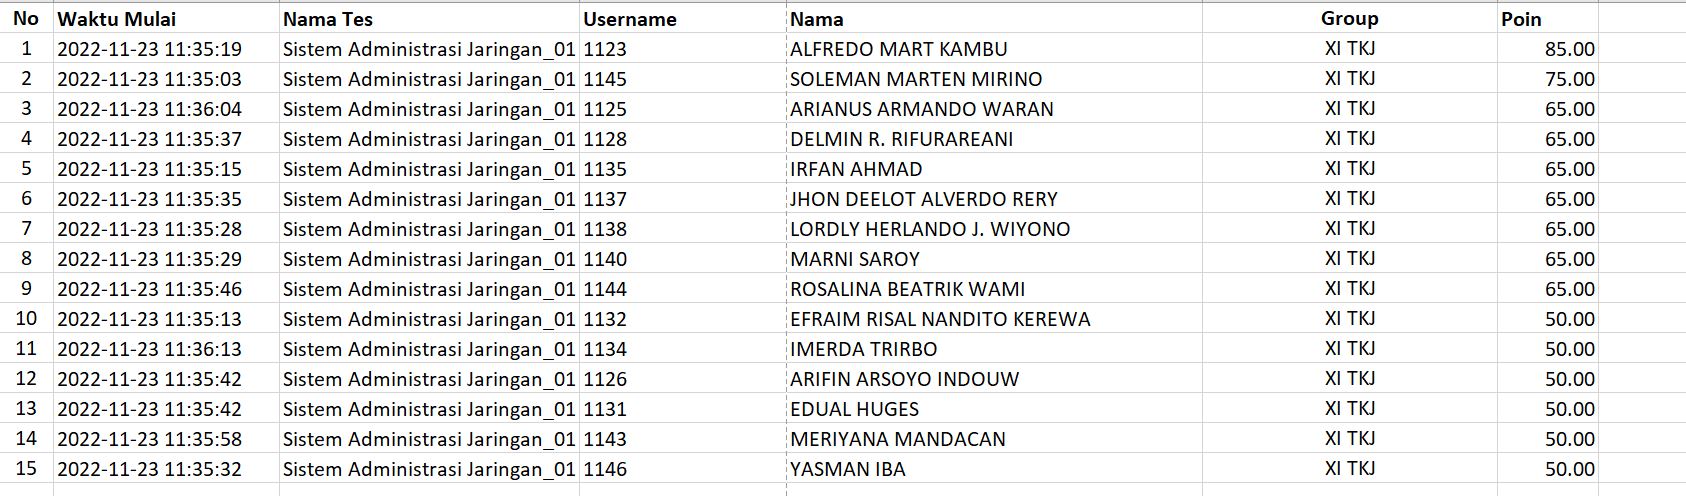 No Waktu Mulai Nama Tes Username Nama Group Poin
1 2022-11-23 11:35:19 Sistem Administrasi Jaringan_01 1123 ALFREDO MART KAMBU XI TKJ 85.00
2 2022-11-23 11:35:03 Sistem Administrasi Jaringan_01 1145 SOLEMAN MARTEN MIRINO XI TKJ 75.00
3 2022-11-23 11:36:04 Sistem Administrasi Jaringan_01 1125 ARIANUS ARMANDO WARAN XI TKJ 65.00
4 2022-11-23 11:35:37 Sistem Administrasi Jaringan_01 1128 DELMIN R. RIFURAREANI XI TKJ 65.00
5 2022-11-23 11:35:15 Sistem Administrasi Jaringan_01 1135 IRFAN AHMAD XI TKJ 65.00
6 2022-11-23 11:35:35 Sistem Administrasi Jaringan_01 1137 JHON DEELOT ALVERDO RERY XI TKJ 65.00
7 2022-11-23 11:35:28 Sistem Administrasi Jaringan_01 1138 LORDLY HERLANDO J. WIYONO XI TKJ 65.00
8 2022-11-23 11:35:29 Sistem Administrasi Jaringan_01 1140 MARNI SAROY XI TKJ 65.00
9 2022-11-23 11:35:46 Sistem Administrasi Jaringan_01 1144 ROSALINA BEATRIK WAMI XI TKJ 65.00
10 2022-11-23 11:35:13 Sistem Administrasi Jaringan_01 1132 EFRAIM RISAL NANDITO KEREWA XI TKJ 50.00
11 2022-11-23 11:36:13 Sistem Administrasi Jaringan_01 1134 IMERDA TRIRBO XI TKJ 50.00
12 2022-11-23 11:35:42 Sistem Administrasi Jaringan_01 1126 ARIFIN ARSOYO INDOUW XI TKJ 50.00
13 2022-11-23 11:35:42 Sistem Administrasi Jaringan_01 1131 EDUAL HUGES XI TKJ 50.00
14 2022-11-23 11:35:58 Sistem Administrasi Jaringan_01 1143 MERIYANA MANDACAN XI TKJ 50.00
15 2022-11-23 11:35:32 Sistem Administrasi Jaringan_01 1146 YASMAN IBA XI TKJ 50.00